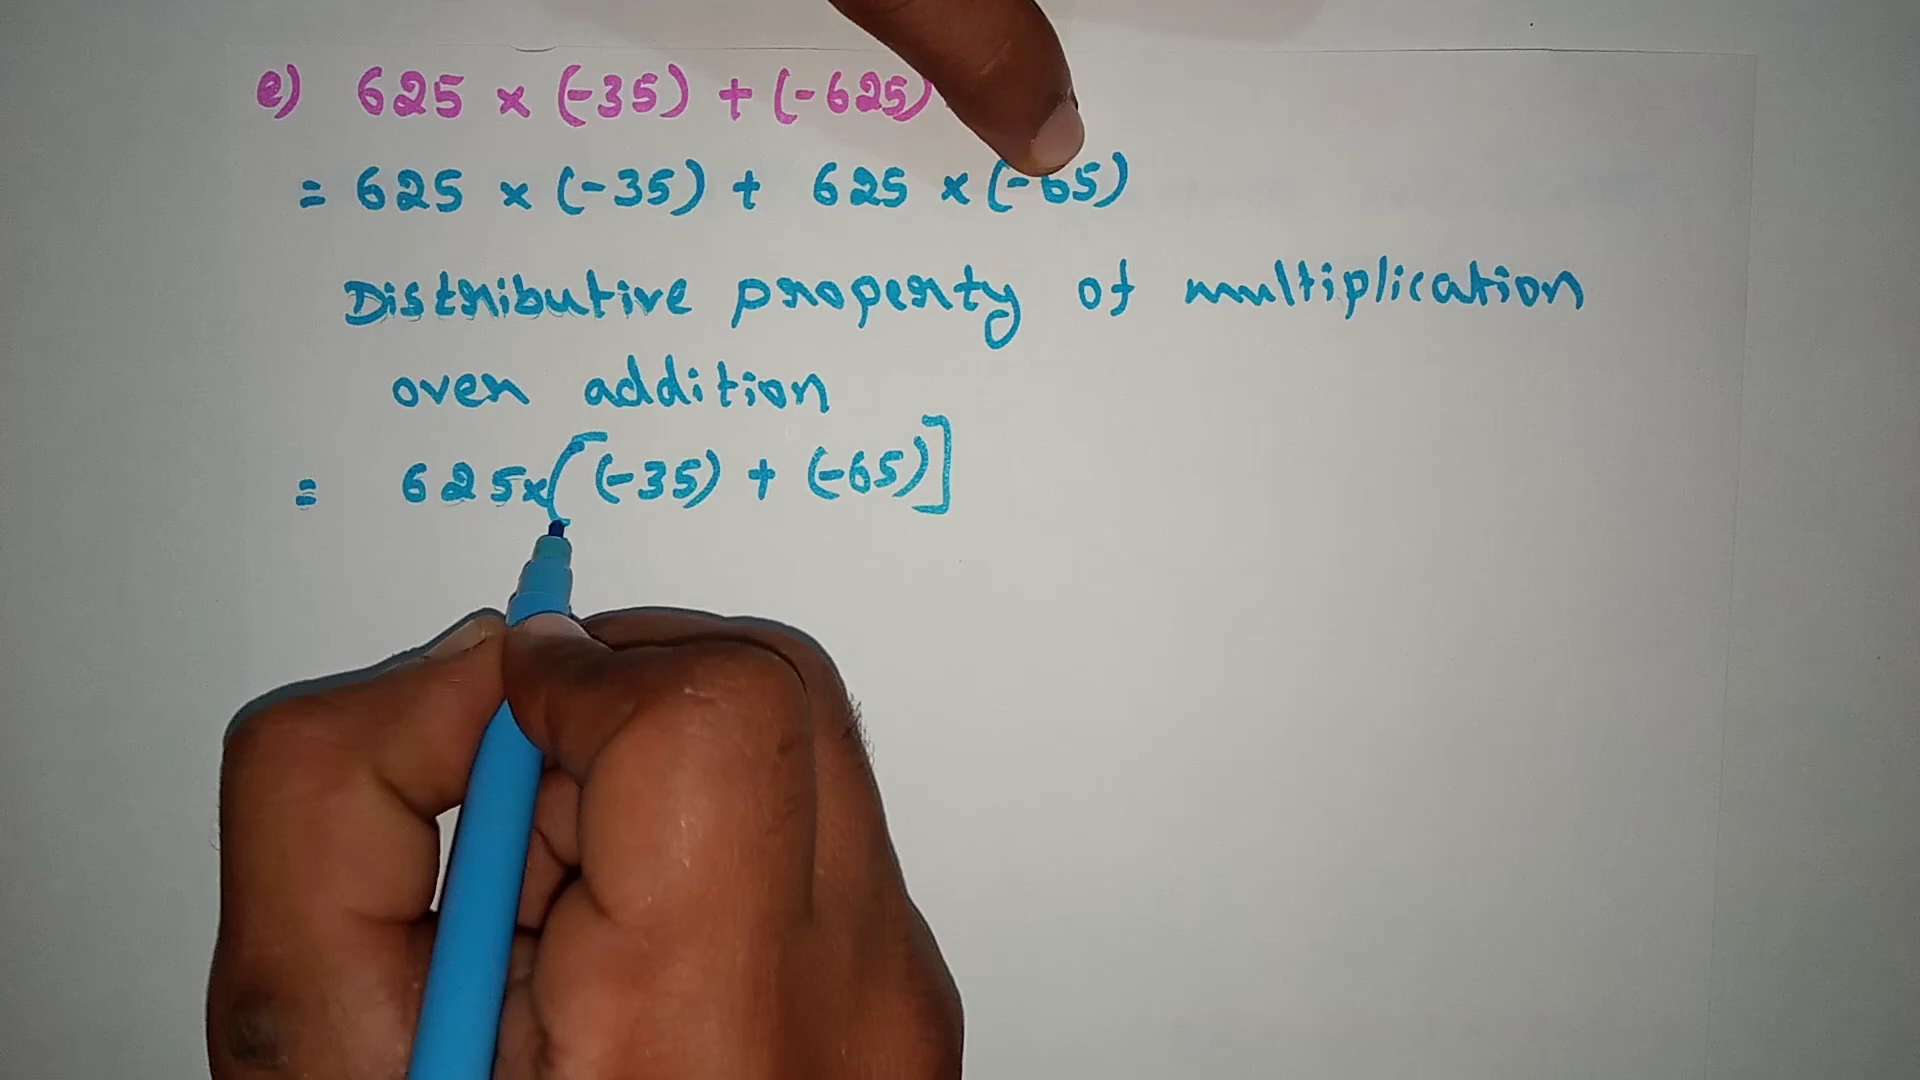 e) 625 × (-35) + (-625)
= 625 × (-35) + 625 × (-65)
Distributive property of multiplication
over addition
= 625×[(-35) + (-65)]